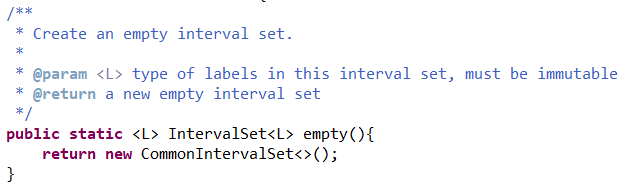 /**
 * Create an empty interval set.
 *
 * @param <L> type of labels in this interval set, must be immutable
 * @return a new empty interval set
 */
public static <L> IntervalSet<L> empty(){
    return new CommonIntervalSet<>();
}